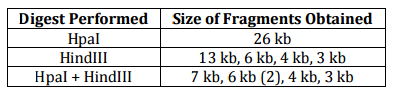 Digest Performed Size of Fragments Obtained
HpaI 26 kb
HindIII 13 kb, 6 kb, 4 kb, 3 kb
HpaI + HindIII 7 kb, 6 kb (2), 4 kb, 3 kb